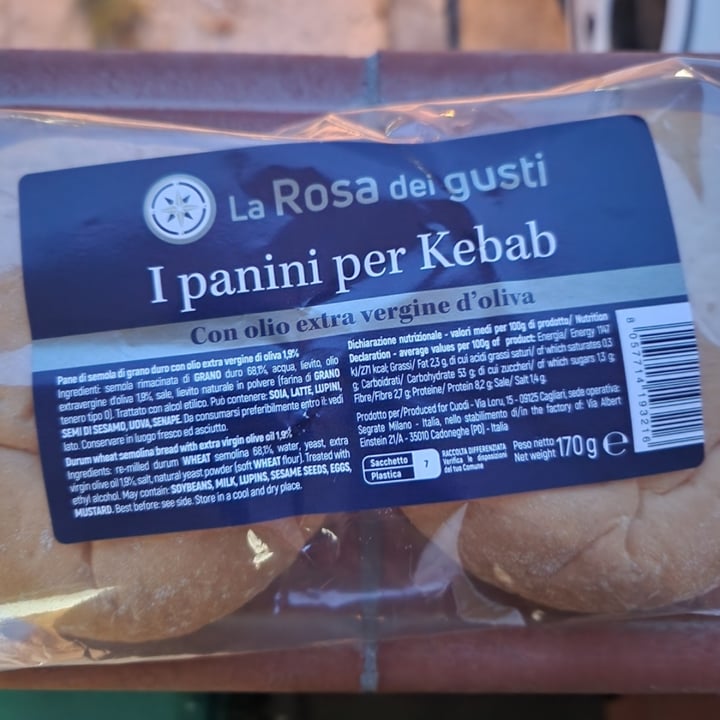 La Rosa dei gusti
I panini per Kebab
Con olio extra vergine d'oliva
Pane di semola di grano duro con olio extra vergine di oliva 1,9%
Ingredienti: semola rimacinata di GRANO duro 68,1%, acqua, lievito, olio
extravergine d'oliva 1,9%, sale, lievito naturale in polvere (farina di GRANO
tenero tipo 0). Trattato con alcol etilico. Può contenere: SOIA, LATTE, LUPINI,
SEMI DI SESAMO, UOVA, SENAPE. Da consumarsi preferibilmente entro il: vedi
lato. Conservare in luogo fresco ed asciutto.
Durum wheat semolina bread with extra virgin olive oil 1,9%
Ingredients: re-milled durum WHEAT semolina 68,1%, water, yeast, extra
virgin olive oil 1,9%, salt, natural yeast powder (soft WHEAT flour). Treated with
ethyl alcohol. May contain: SOYBEANS, MILK, LUPINS, SESAME SEEDS, EGGS,
MUSTARD. Best before: see side. Store in a cool and dry place.
Dichiarazione nutrizionale - valori medi per 100g di prodotto/ Nutrition
Declaration - average values per 100g of product: Energia/ Energy 1147
kJ/271 kcal; Grassi/ Fat 2,5 g, di cui acidi grassi saturi/ of which saturates 0,3
g; Carboidrati/ Carbohydrate 53 g; di cui zuccheri/ of which sugars 1,3 g;
Fibre/Fibre 2,7 g; Proteine/ Protein 8,2 g; Sale/ Salt 1,4 g.
Prodotto per/Produced for Cuodi - Via Loru, 15 - 09125 Cagliari, sede operativa:
Segrate Milano - Italia, nello stabilimento di/in the factory of: Via Albert
Einstein 21/A - 35010 Cadoneghe (PD) - Italia
Sacchetto
Plastica
7
RACCOLTA DIFFERENZIATA
Verifica le disposizioni
del tuo Comune
Peso netto
Net weight 170 g e
8 057714 193216